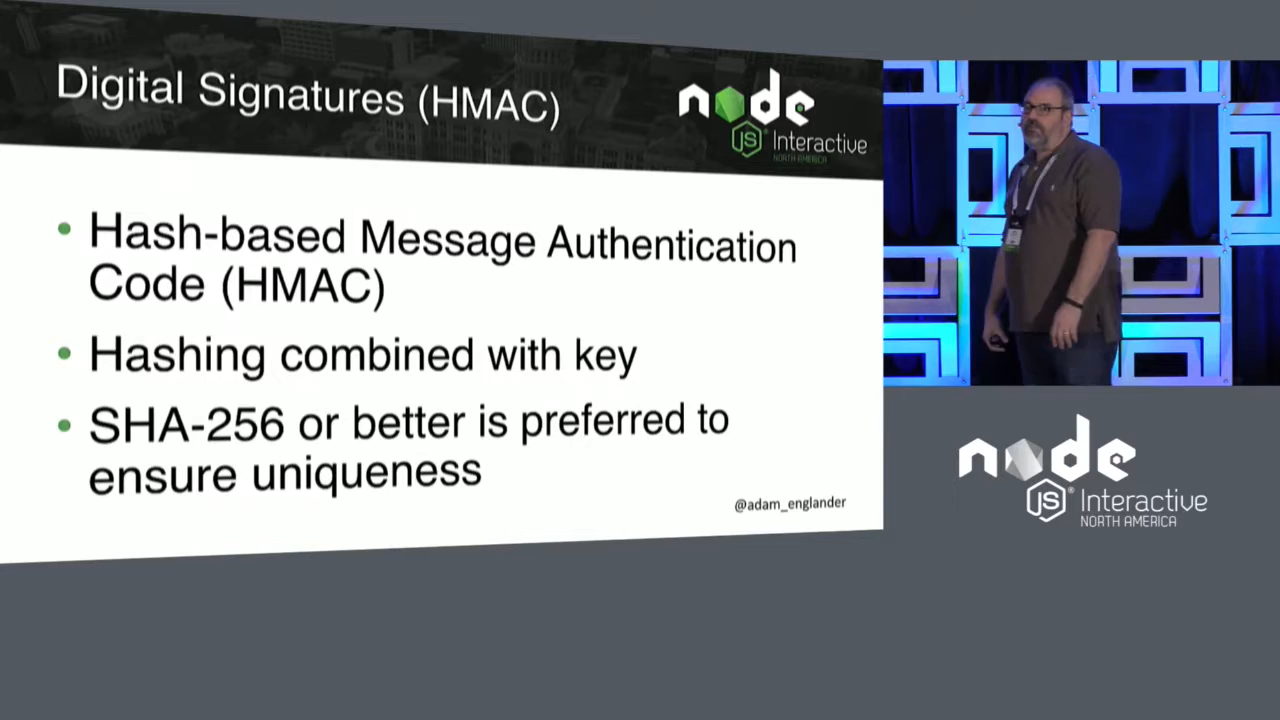 Digital Signatures (HMAC)
node
JS Interactive
NORTH AMERICA
• Hash-based Message Authentication
Code (HMAC)
• Hashing combined with key
• SHA-256 or better is preferred to
ensure uniqueness
@adam_englander
node
JS® Interactive
NORTH AMERICA